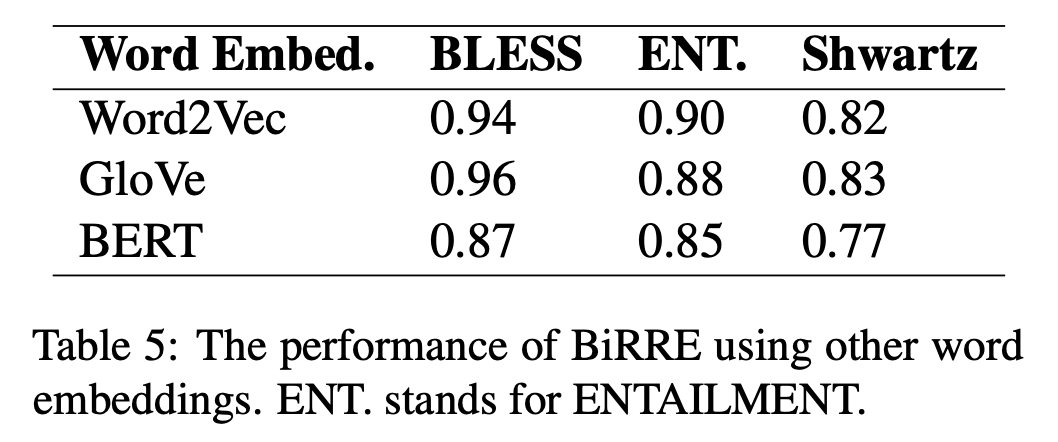 Word Embed. BLESS ENT. Shwartz
Word2Vec 0.94 0.90 0.82
GloVe 0.96 0.88 0.83
BERT 0.87 0.85 0.77
Table 5: The performance of BiRRE using other word
embeddings. ENT. stands for ENTAILMENT.